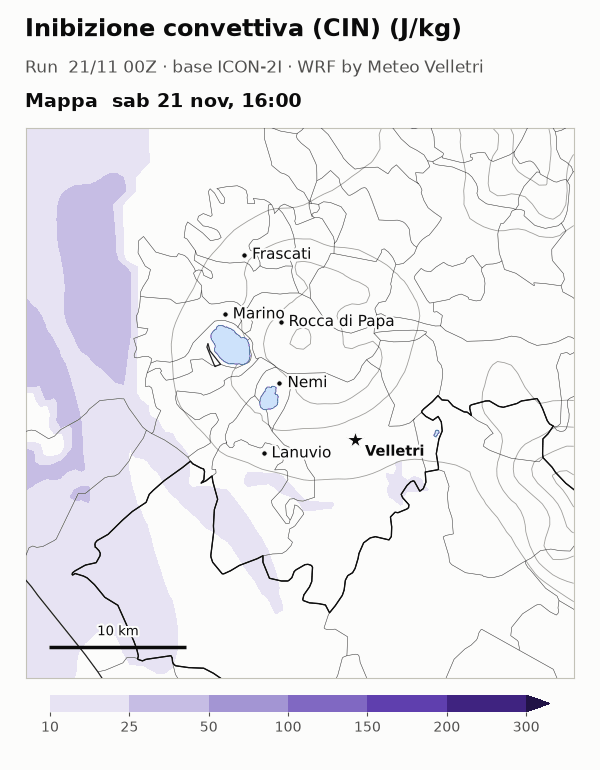 Inibizione convettiva (CIN) (J/kg)
Run  21/11 00Z · base ICON-2I · WRF by Meteo Velletri
Mappa  sab 21 nov, 16:00
Frascati
Marino
Rocca di Papa
Nemi
Lanuvio
Velletri
10 km
10 25 50 100 150 200 300